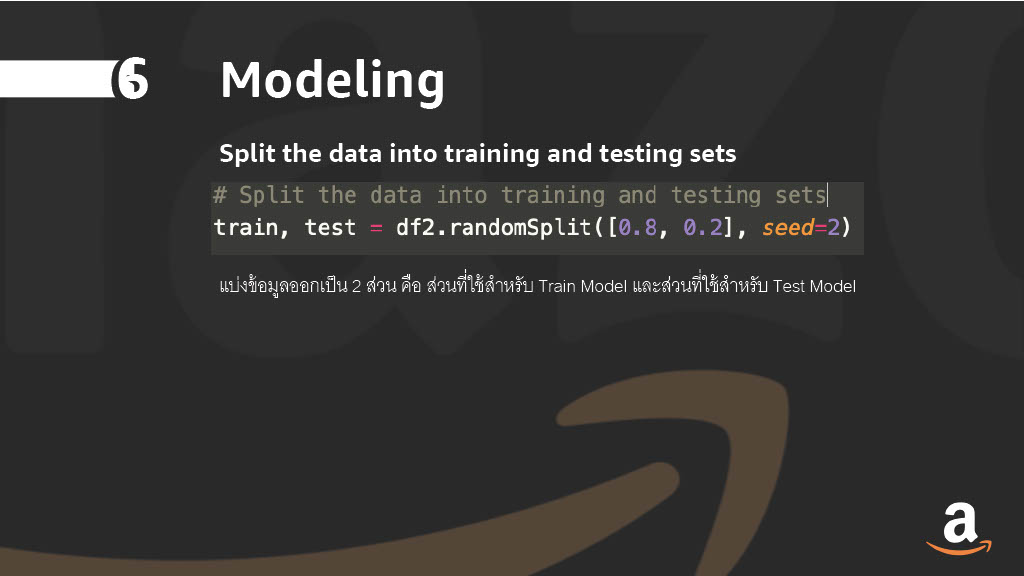 6
Modeling
Split the data into training and testing sets
# Split the data into training and testing sets
train, test = df2.randomSplit([0.8, 0.2], seed=2)
แบ่งข้อมูลออกเป็น 2 ส่วน คือ ส่วนที่ใช้สำหรับ Train Model และส่วนที่ใช้สำหรับ Test Model
a